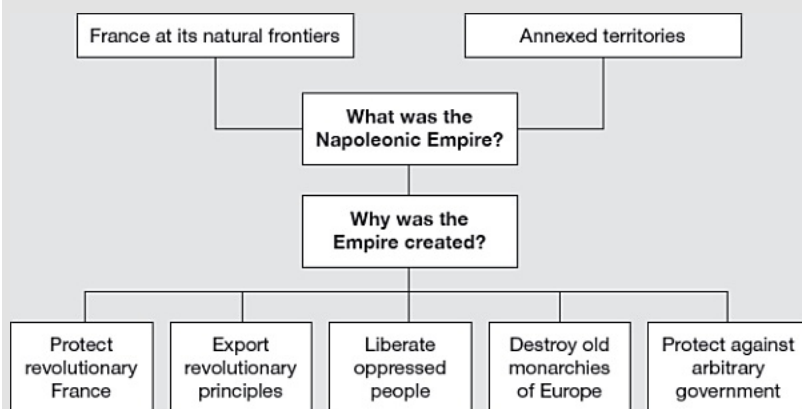 France at its natural frontiers
Annexed territories
What was the
Napoleonic Empire?
Why was the
Empire created?
Protect
revolutionary
France
Export
revolutionary
principles
Liberate
oppressed
people
Destroy old
monarchies
of Europe
Protect against
arbitrary
government